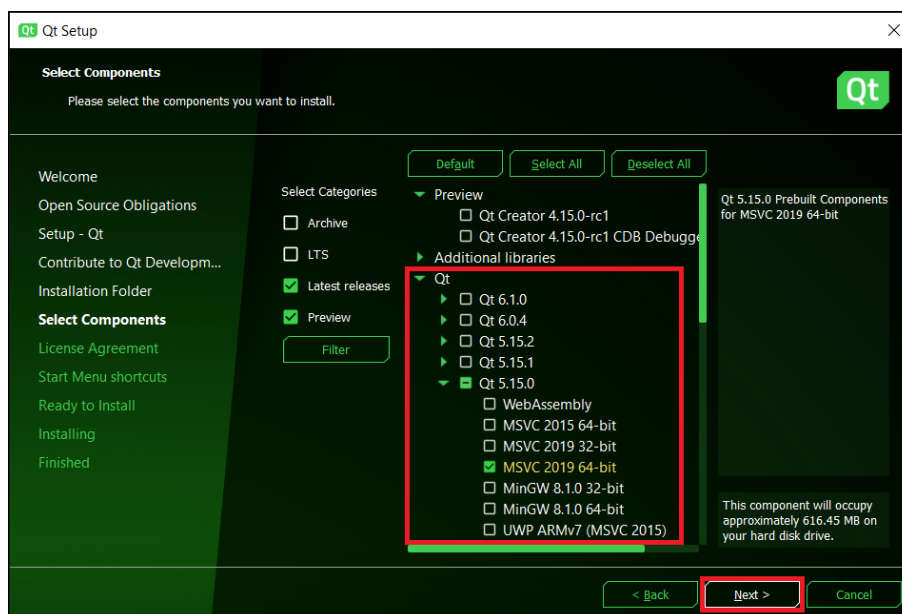 Qt Qt Setup
Select Components
Please select the components you want to install.
Qt
Welcome
Open Source Obligations
Setup - Qt
Contribute to Qt Developm...
Installation Folder
Select Components
License Agreement
Start Menu shortcuts
Ready to Install
Installing
Finished
Select Categories
Archive
LTS
Latest releases
Preview
Filter
Default Select All Deselect All
Preview
Qt Creator 4.15.0-rc1
Qt Creator 4.15.0-rc1 CDB Debugge
Additional libraries
Qt
Qt 6.1.0
Qt 6.0.4
Qt 5.15.2
Qt 5.15.1
Qt 5.15.0
WebAssembly
MSVC 2015 64-bit
MSVC 2019 32-bit
MSVC 2019 64-bit
MinGW 8.1.0 32-bit
MinGW 8.1.0 64-bit
UWP ARMv7 (MSVC 2015)
Qt 5.15.0 Prebuilt Components
for MSVC 2019 64-bit
This component will occupy
approximately 616.45 MB on
your hard disk drive.
< Back Next > Cancel